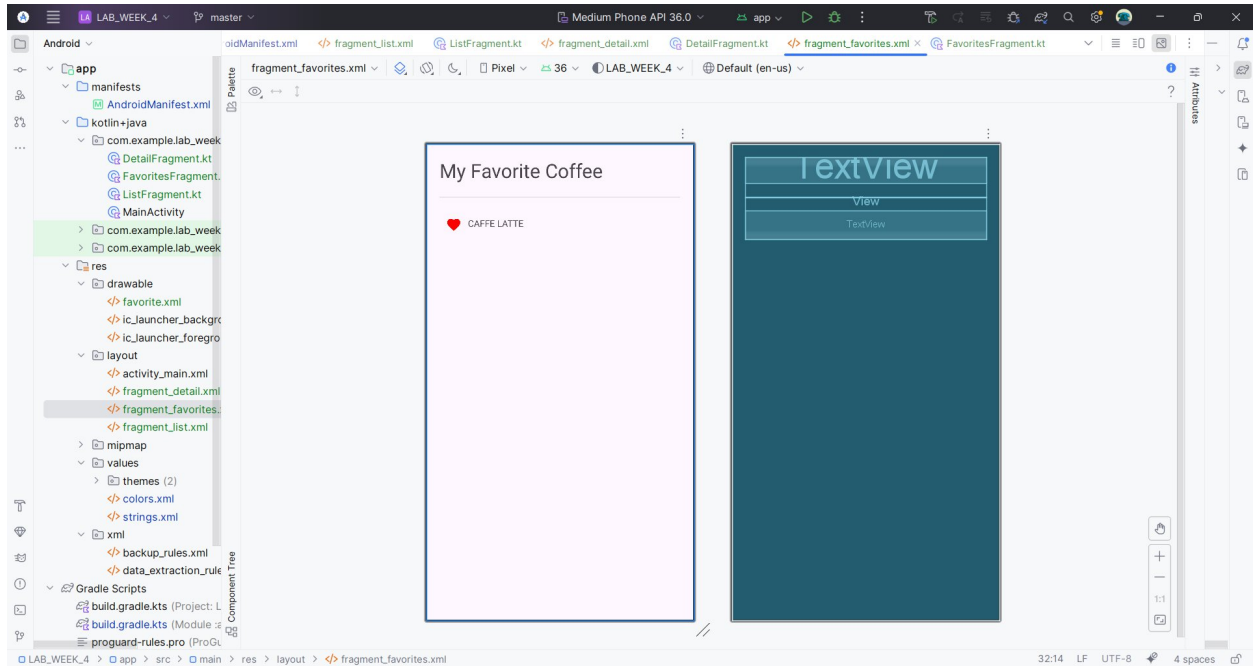 LA LAB_WEEK_4 master Medium Phone API 36.0 app
Android oidManifest.xml fragment_list.xml ListFragment.kt fragment_detail.xml DetailFragment.kt fragment_favorites.xml FavoritesFragment.kt
fragment_favorites.xml Pixel 36 LAB_WEEK_4 Default (en-us)
Palette
Attributes
app
manifests
AndroidManifest.xml
kotlin+java
com.example.lab_week
DetailFragment.kt
FavoritesFragment.
ListFragment.kt
MainActivity
com.example.lab_week
com.example.lab_week
res
drawable
favorite.xml
ic_launcher_backgro
ic_launcher_foregro
layout
activity_main.xml
fragment_detail.xml
fragment_favorites.
fragment_list.xml
mipmap
values
themes (2)
colors.xml
strings.xml
xml
backup_rules.xml
data_extraction_rule
Gradle Scripts
build.gradle.kts (Project: L
build.gradle.kts (Module :a
proguard-rules.pro (ProGu
Component Tree
My Favorite Coffee
CAFFE LATTE
TextView
View
TextView
1:1
LAB_WEEK_4 > app > src > main > res > layout > fragment_favorites.xml 32:14 LF UTF-8 4 spaces